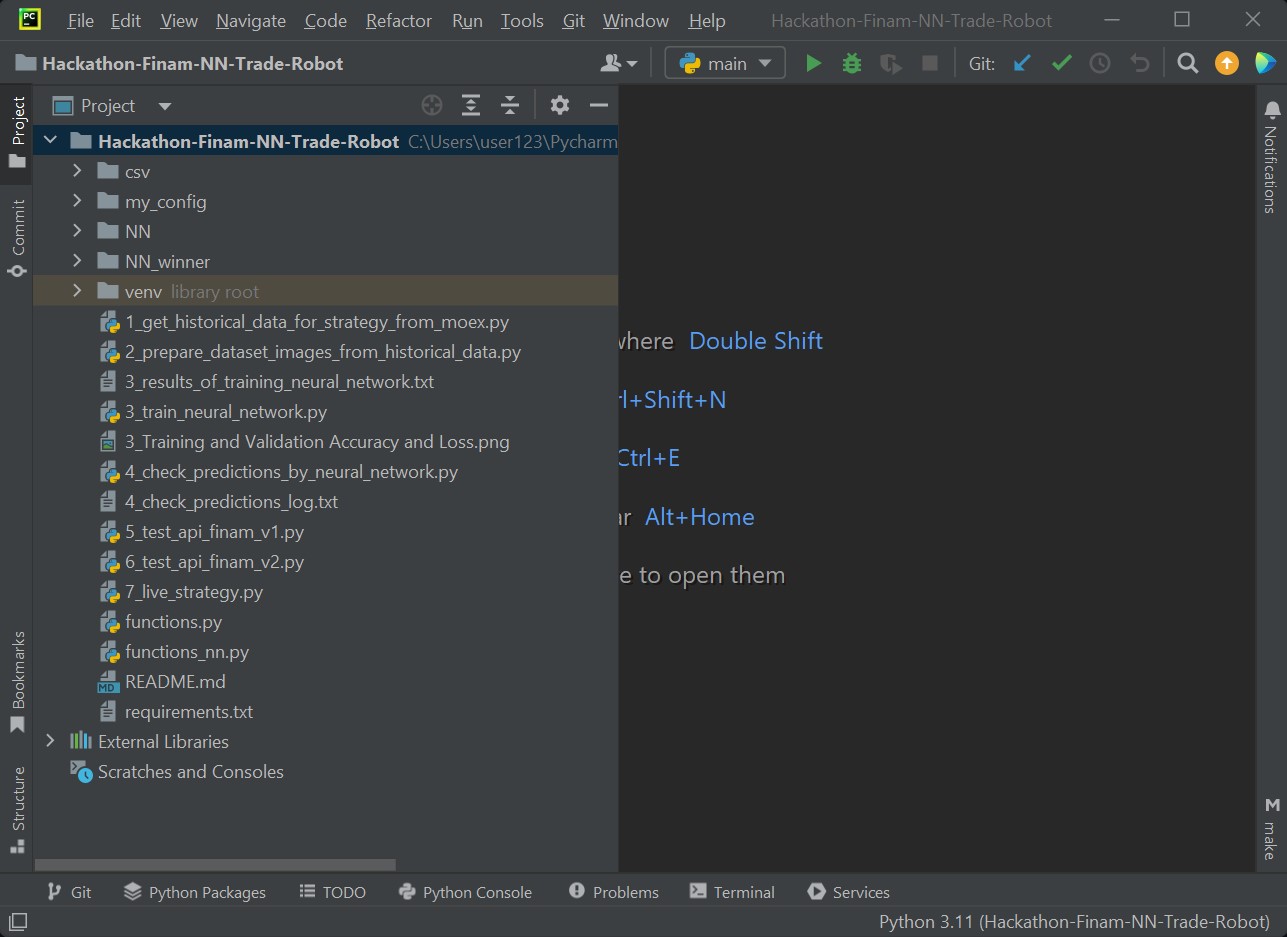 PC
File Edit View Navigate Code Refactor Run Tools Git Window Help Hackathon-Finam-NN-Trade-Robot
Hackathon-Finam-NN-Trade-Robot main Git:
Project
Project
Hackathon-Finam-NN-Trade-Robot C:\Users\user123\Pycharm
csv
my_config
NN
NN_winner
venv library root
1_get_historical_data_for_strategy_from_moex.py
2_prepare_dataset_images_from_historical_data.py
3_results_of_training_neural_network.txt
3_train_neural_network.py
3_Training and Validation Accuracy and Loss.png
4_check_predictions_by_neural_network.py
4_check_predictions_log.txt
5_test_api_finam_v1.py
6_test_api_finam_v2.py
7_live_strategy.py
functions.py
functions_nn.py
MD README.md
requirements.txt
External Libraries
Scratches and Consoles
Commit
Bookmarks
Structure
where Double Shift
rl+Shift+N
Ctrl+E
ar Alt+Home
e to open them
Notifications
M make
Git Python Packages TODO Python Console Problems Terminal Services
Python 3.11 (Hackathon-Finam-NN-Trade-Robot)